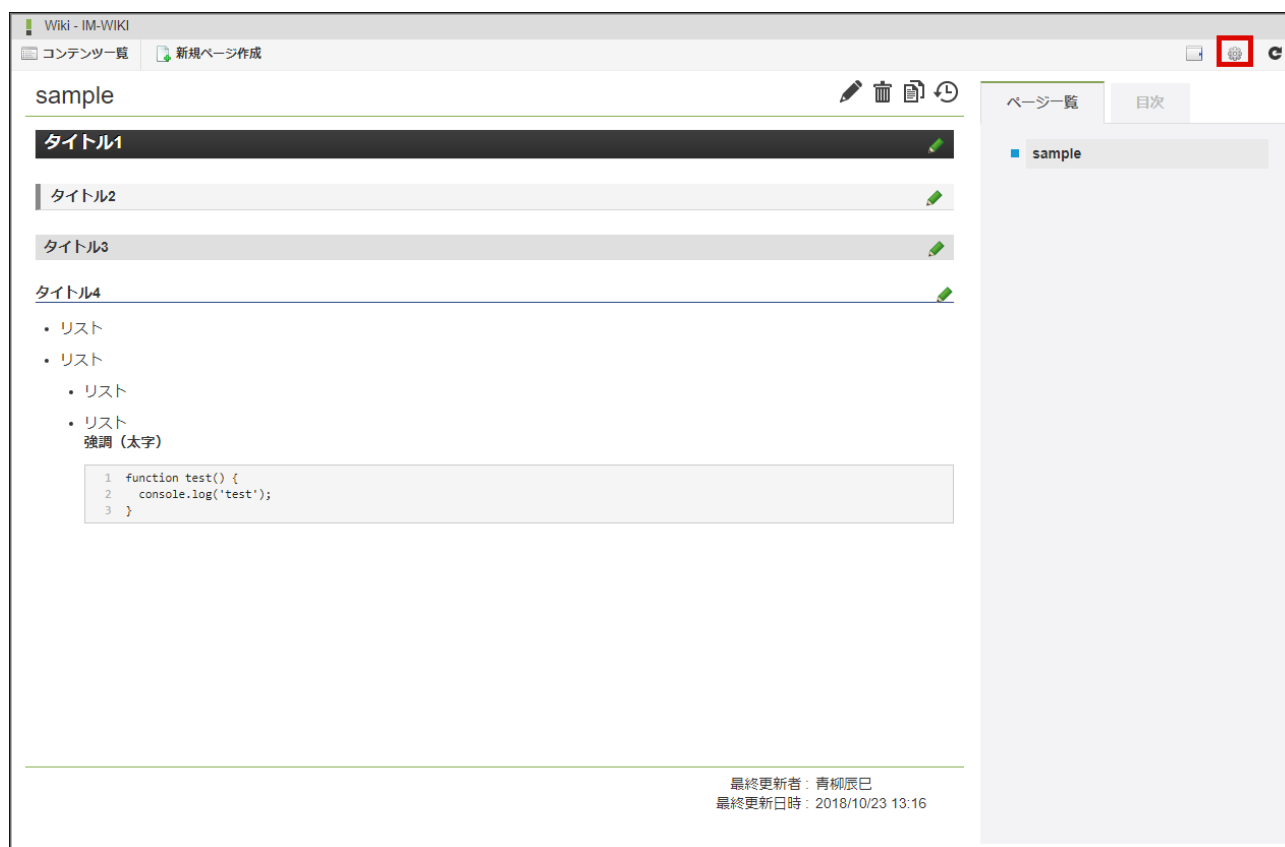 Wiki - IM-WIKI
コンテンツ一覧 新規ページ作成
sample
タイトル1
タイトル2
タイトル3
タイトル4
• リスト
• リスト
• リスト
• リスト
強調（太字）
1 function test() {
2 console.log('test');
3 }
最終更新者 : 青柳辰巳
最終更新日時 : 2018/10/23 13:16
ページ一覧 目次
sample